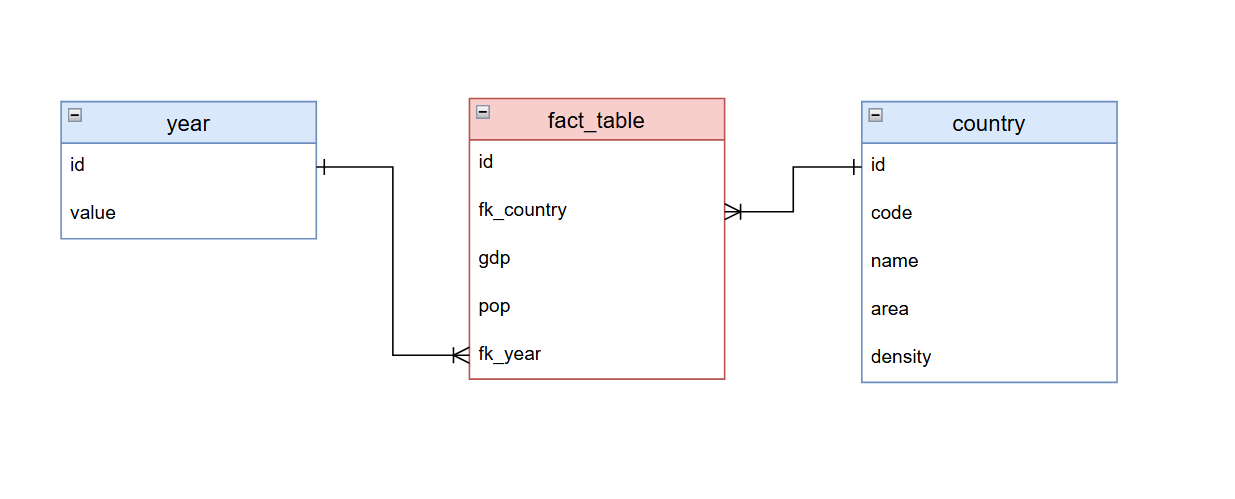 year
id
value
fact_table
id
fk_country
gdp
pop
fk_year
country
id
code
name
area
density